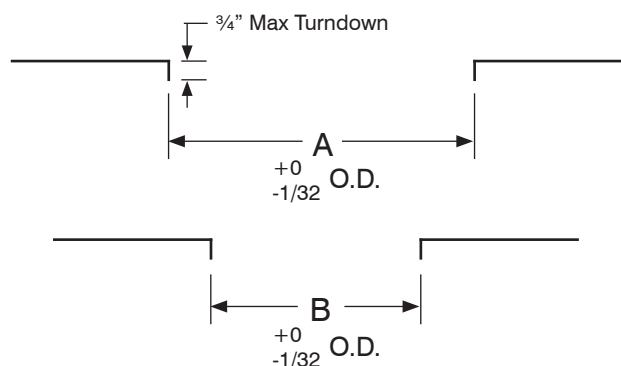 ¾” Max Turndown
A
+0
-1/32 O.D.
B
+0
-1/32 O.D.